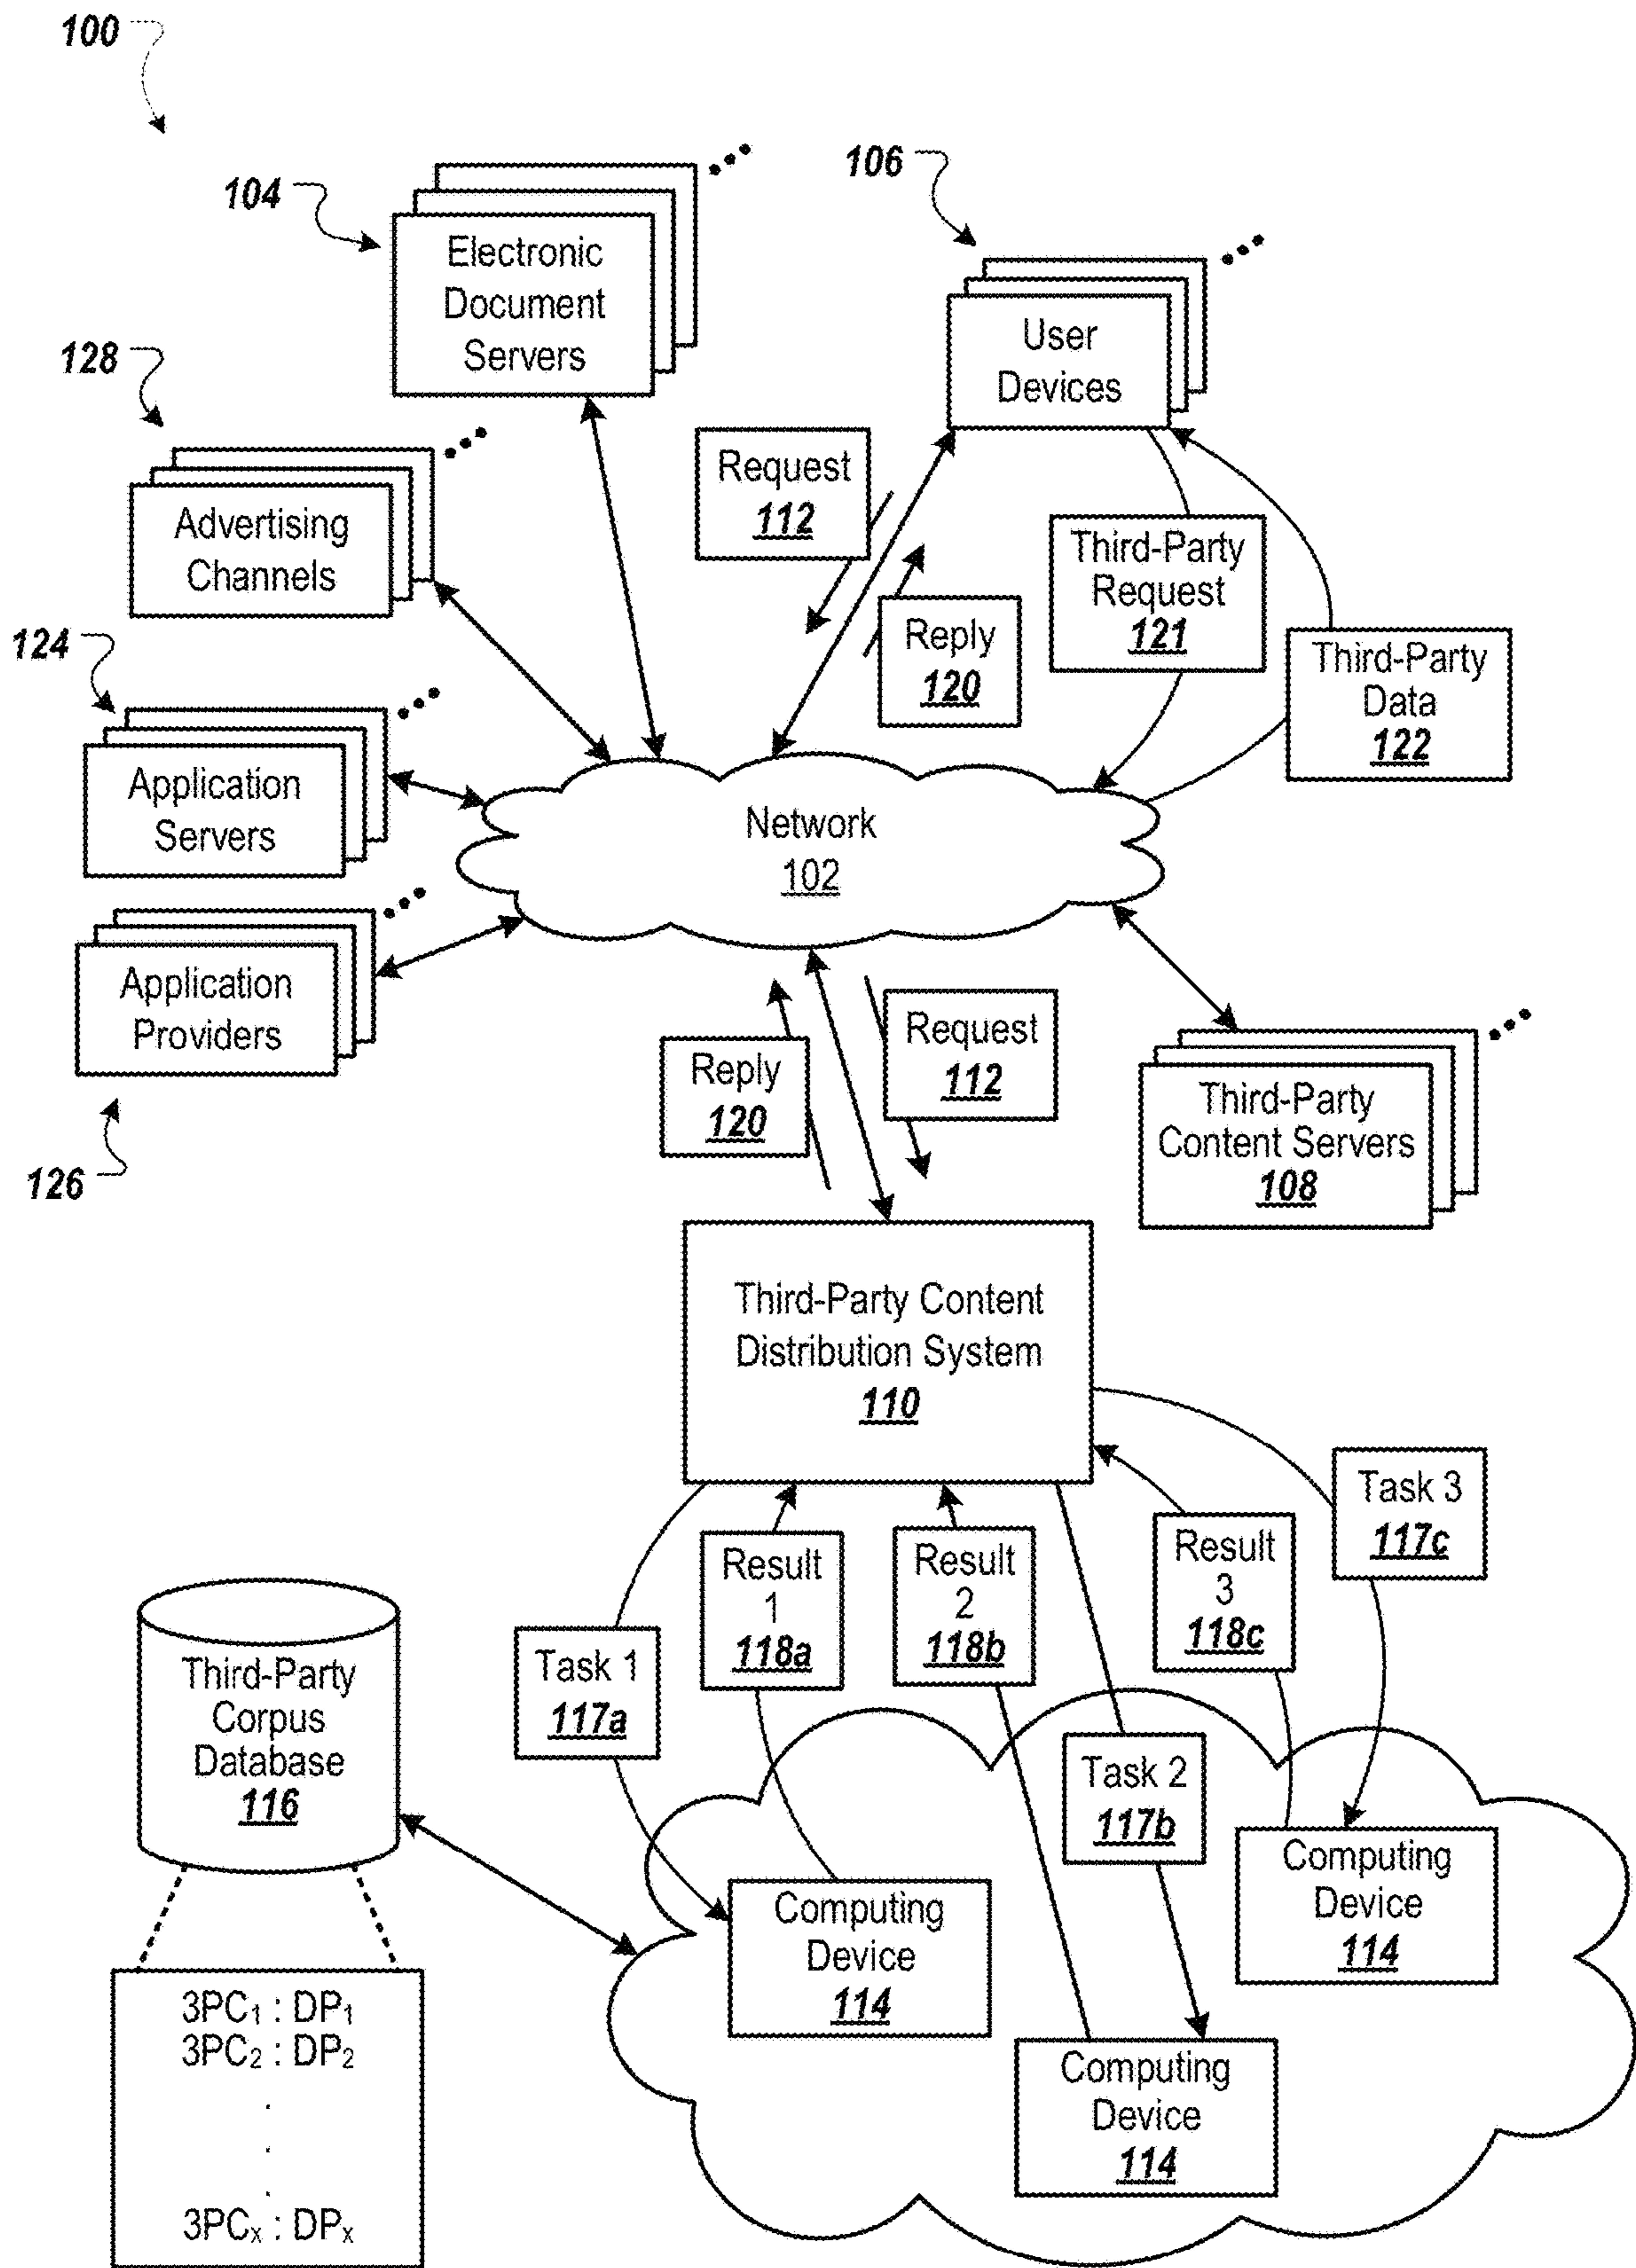 100
104
Electronic
Document
Servers
106
User
Devices
128
Advertising
Channels
Request
112
Reply
120
Third-Party
Request
121
Third-Party
Data
122
124
Application
Servers
Network
102
Application
Providers
126
Reply
120
Request
112
Third-Party
Content Servers
108
Third-Party Content
Distribution System
110
Task 1
117a
Result
1
118a
Result
2
118b
Task 2
117b
Result
3
118c
Task 3
117c
Third-Party
Corpus
Database
116
Computing
Device
114
Computing
Device
114
Computing
Device
114
3PC₁ : DP₁
3PC₂ : DP₂
.
.
.
3PCₓ : DPₓ